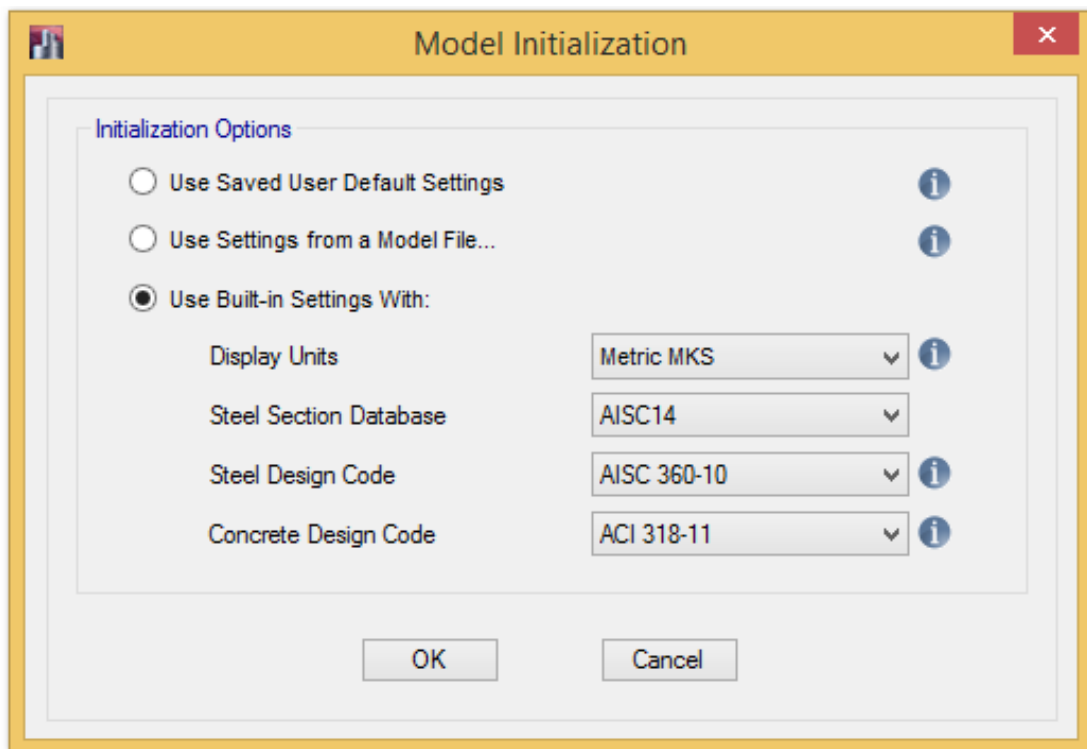 Model Initialization
Initialization Options
Use Saved User Default Settings
Use Settings from a Model File...
Use Built-in Settings With:
Display Units Metric MKS
Steel Section Database AISC14
Steel Design Code AISC 360-10
Concrete Design Code ACI 318-11
OK Cancel